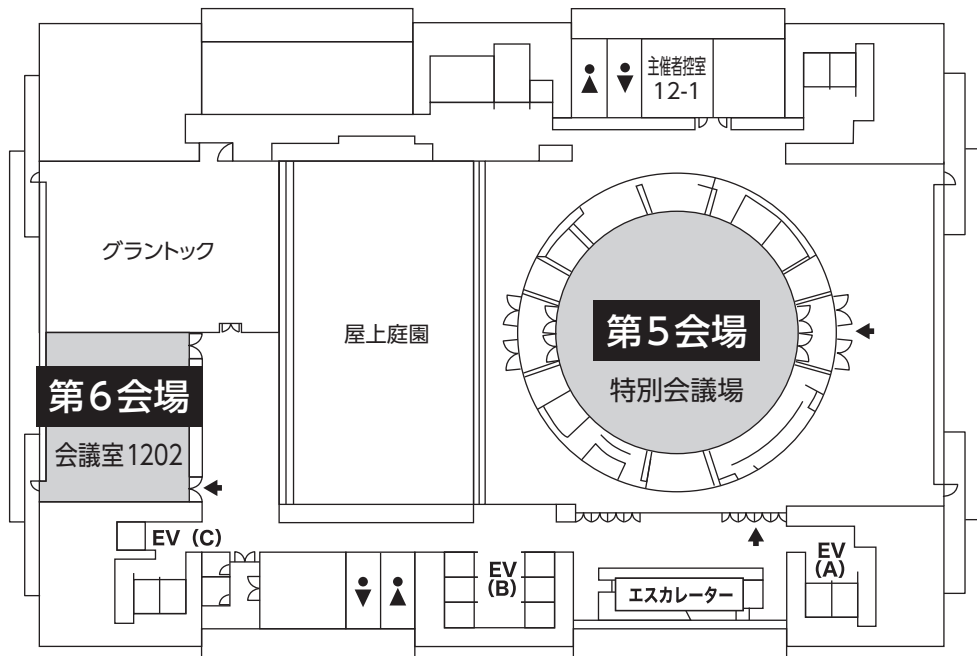 主催者控室
12-1
グラントック
屋上庭園
第5会場
特別会議場
第6会場
会議室1202
EV (C)
EV
(B)
エスカレーター
EV
(A)